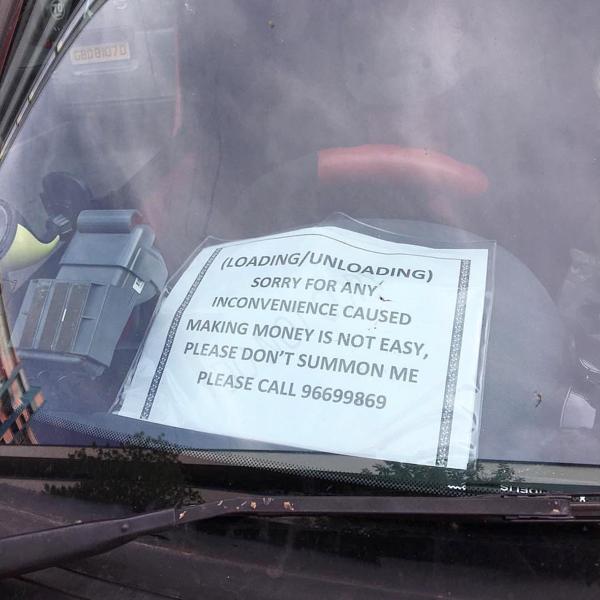 GBD8107D
(LOADING/UNLOADING)
SORRY FOR ANY
INCONVENIENCE CAUSED
MAKING MONEY IS NOT EASY,
PLEASE DON'T SUMMON ME
PLEASE CALL 96699869